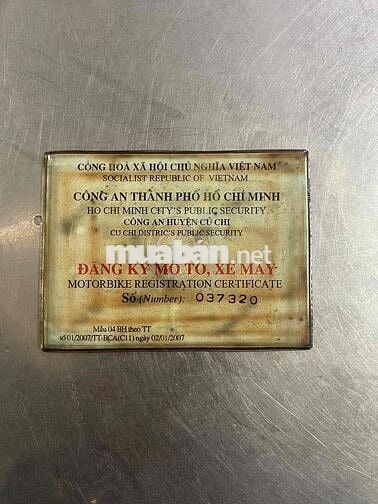 CỘNG HOÀ XÃ HỘI CHỦ NGHĨA VIỆT NAM
SOCIALIST REPUBLIC OF VIETNAM
CÔNG AN THÀNH PHỐ HỒ CHÍ MINH
HO CHI MINH CITY'S PUBLIC SECURITY
CÔNG AN HUYỆN CỦ CHI
CU CHI DISTRIC'S PUBLIC SECURITY
muaban.net
ĐĂNG KÝ MÔ TÔ, XE MÁY
MOTORBIKE REGISTRATION CERTIFICATE
Số (Number): 037320
Mẫu 04 BH theo TT
số 01/2007/TT-BCA(C11) ngày 02/01/2007